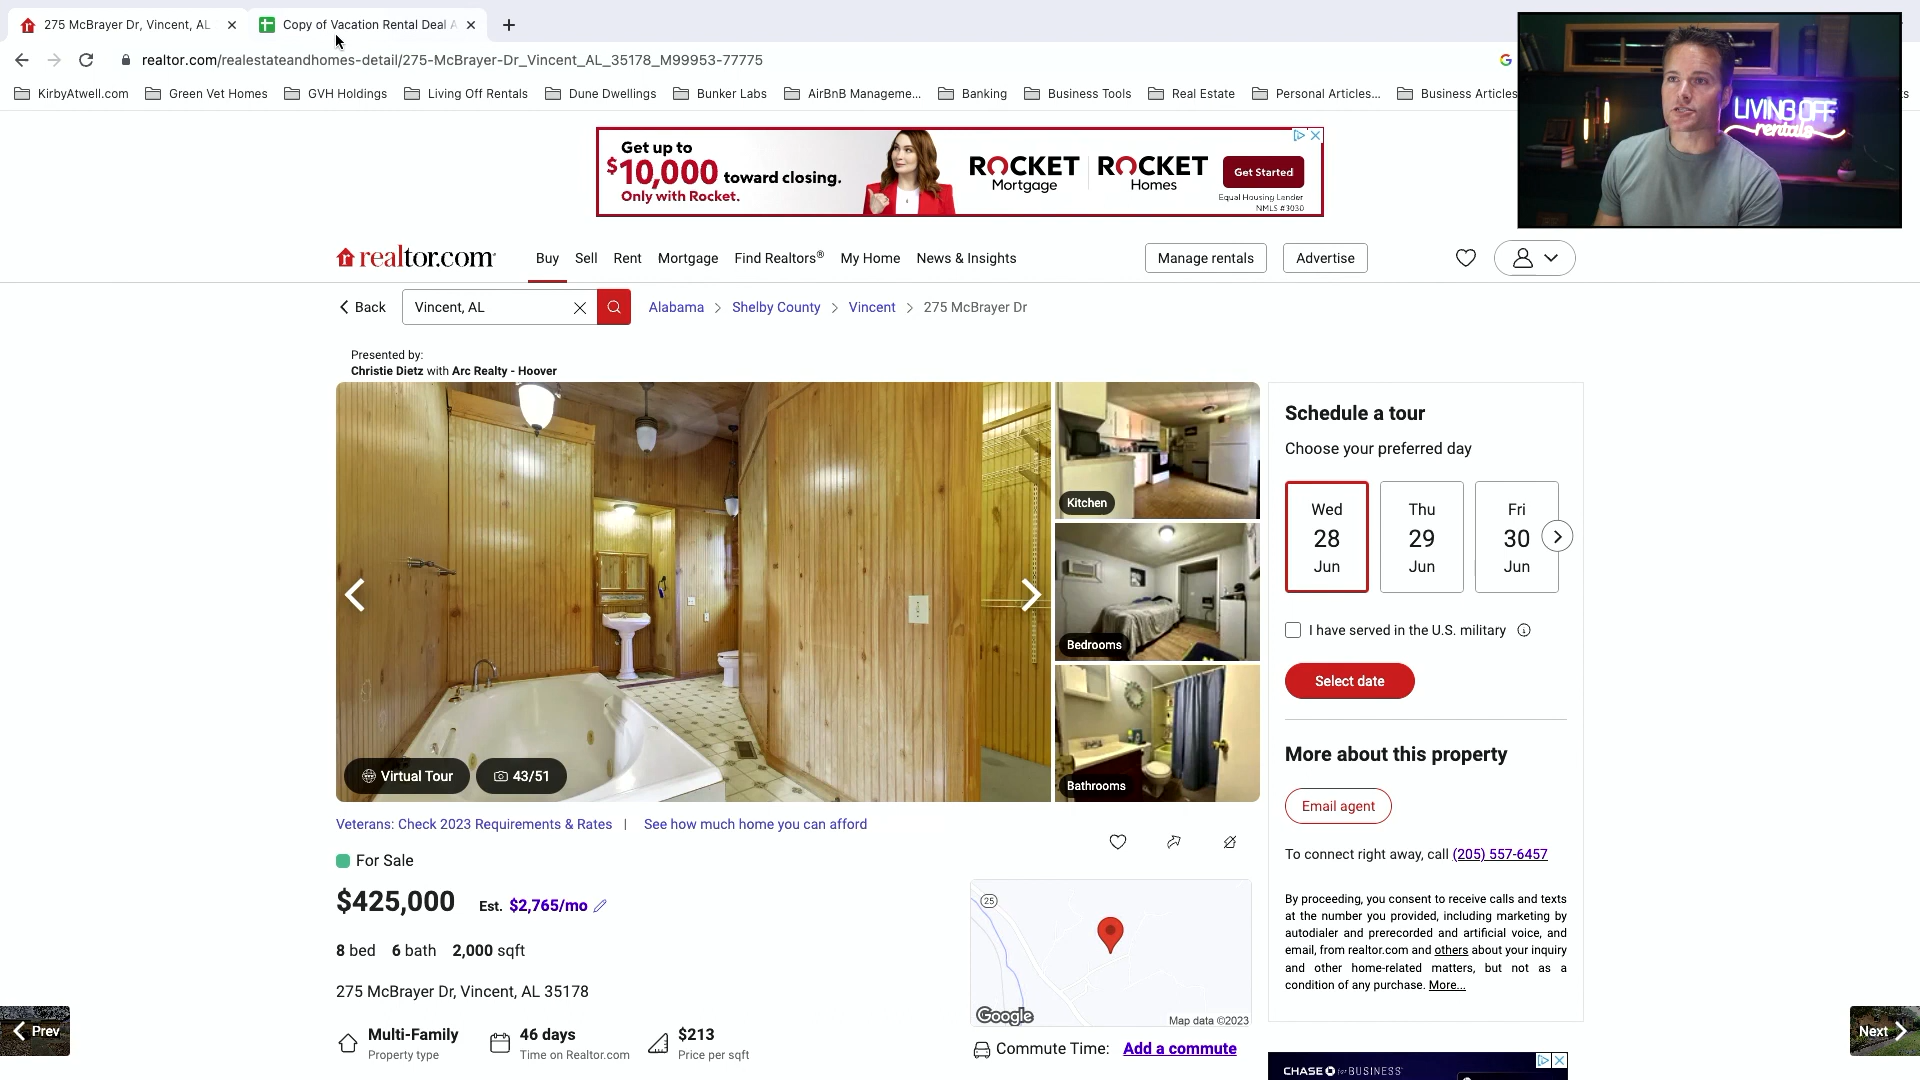 275 McBrayer Dr, Vincent, AL
Copy of Vacation Rental Deal A
realtor.com/realestateandhomes-detail/275-McBrayer-Dr_Vincent_AL_35178_M99953-77775
KirbyAtwell.com
Green Vet Homes
GVH Holdings
Living Off Rentals
Dune Dwellings
Bunker Labs
AirBnB Manageme...
Banking
Business Tools
Real Estate
Personal Articles...
Business Articles
LIVING OFF
rentals
Get up to
$10,000 toward closing.
Only with Rocket.
ROCKET
Mortgage
ROCKET
Homes
Get Started
Equal Housing Lender
NMLS #3030
realtor.com
Buy
Sell
Rent
Mortgage
Find Realtors®
My Home
News & Insights
Manage rentals
Advertise
Back
Vincent, AL
Alabama
Shelby County
Vincent
275 McBrayer Dr
Presented by:
Christie Dietz with Arc Realty - Hoover
Kitchen
Bedrooms
Bathrooms
Virtual Tour
43/51
Schedule a tour
Choose your preferred day
Wed
28
Jun
Thu
29
Jun
Fri
30
Jun
I have served in the U.S. military
Select date
More about this property
Email agent
To connect right away, call (205) 557-6457
By proceeding, you consent to receive calls and texts
at the number you provided, including marketing by
autodialer and prerecorded and artificial voice, and
email, from realtor.com and others about your inquiry
and other home-related matters, but not as a
condition of any purchase. More...
Veterans: Check 2023 Requirements & Rates | See how much home you can afford
For Sale
$425,000
Est. $2,765/mo
8 bed 6 bath 2,000 sqft
275 McBrayer Dr, Vincent, AL 35178
Multi-Family
Property type
46 days
Time on Realtor.com
$213
Price per sqft
25
Google
Map data ©2023
Commute Time: Add a commute
Prev
Next
CHASE for BUSINESS